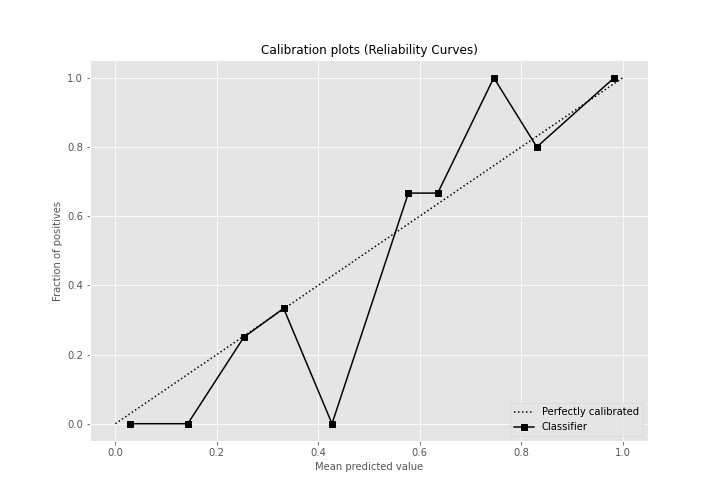 Calibration plots (Reliability Curves)
1.0
0.8
0.6
0.4
0.2
0.0
Fraction of positives
0.0 0.2 0.4 0.6 0.8 1.0
Mean predicted value
Perfectly calibrated
Classifier